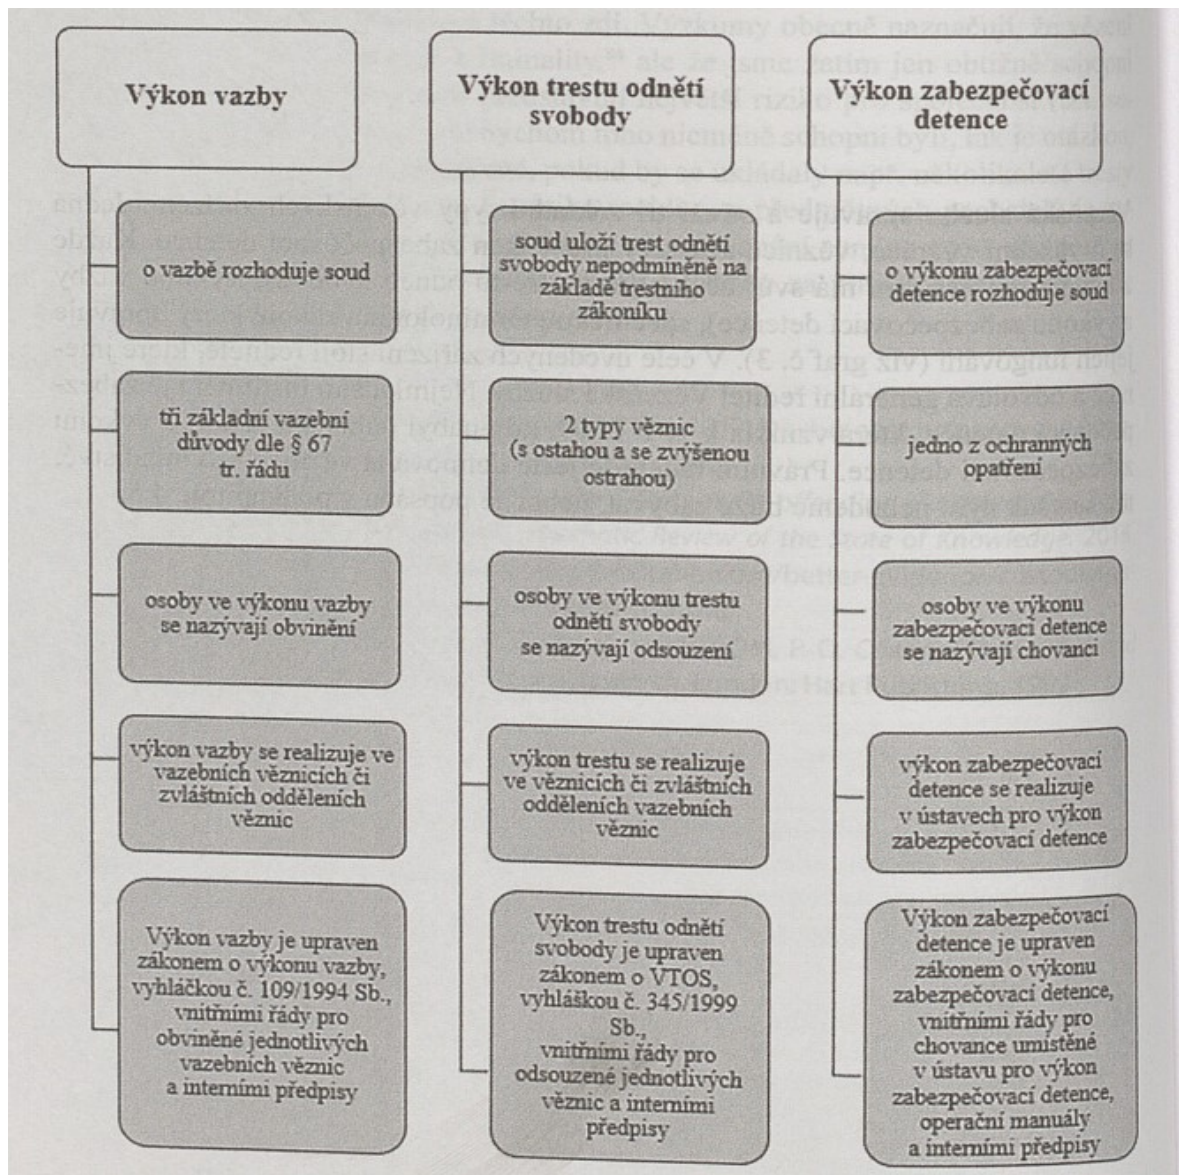 Výkon vazby
o vazbě rozhoduje soud
tři základní vazební
důvody dle § 67
tr. řádu
osoby ve výkonu vazby
se nazývají obvinění
výkon vazby se realizuje ve
vazebních věznicích či
zvláštních odděleních
věznic
Výkon vazby je upraven
zákonem o výkonu vazby,
vyhláčkou č. 109/1994 Sb.,
vnitřními řády pro
obviněné jednotlivých
vazebních věznic
a interními předpisy
Výkon trestu odnětí
svobody
soud uloží trest odnětí
svobody nepodmíněně na
základě trestního
zákoníku
2 typy věznic
(s ostahou a se zvýšenou
ostrahou)
osoby ve výkonu trestu
odnětí svobody
se nazývají odsouzení
výkon trestu se realizuje
ve věznicích či zvláštních
odděleních vazebních
věznic
Výkon trestu odnětí
svobody je upraven
zákonem o VTOS,
vyhláškou č. 345/1999
Sb.,
vnitřními řády pro
odsouzené jednotlivých
věznic a interními
předpisy
Výkon zabezpečovací
detence
o výkonu zabezpečovací
detence rozhoduje soud
jedno z ochranných
opatření
osoby ve výkonu
zabezpečovací detence
se nazývají chovanci
výkon zabezpečovací
detence se realizuje
v ústavech pro výkon
zabezpečovací detence
Výkon zabezpečovací
detence je upraven
zákonem o výkonu
zabezpečovací detence,
vnitřními řády pro
chovance umístěné
v ústavu pro výkon
zabezpečovací detence,
operační manuály
a interními předpisy